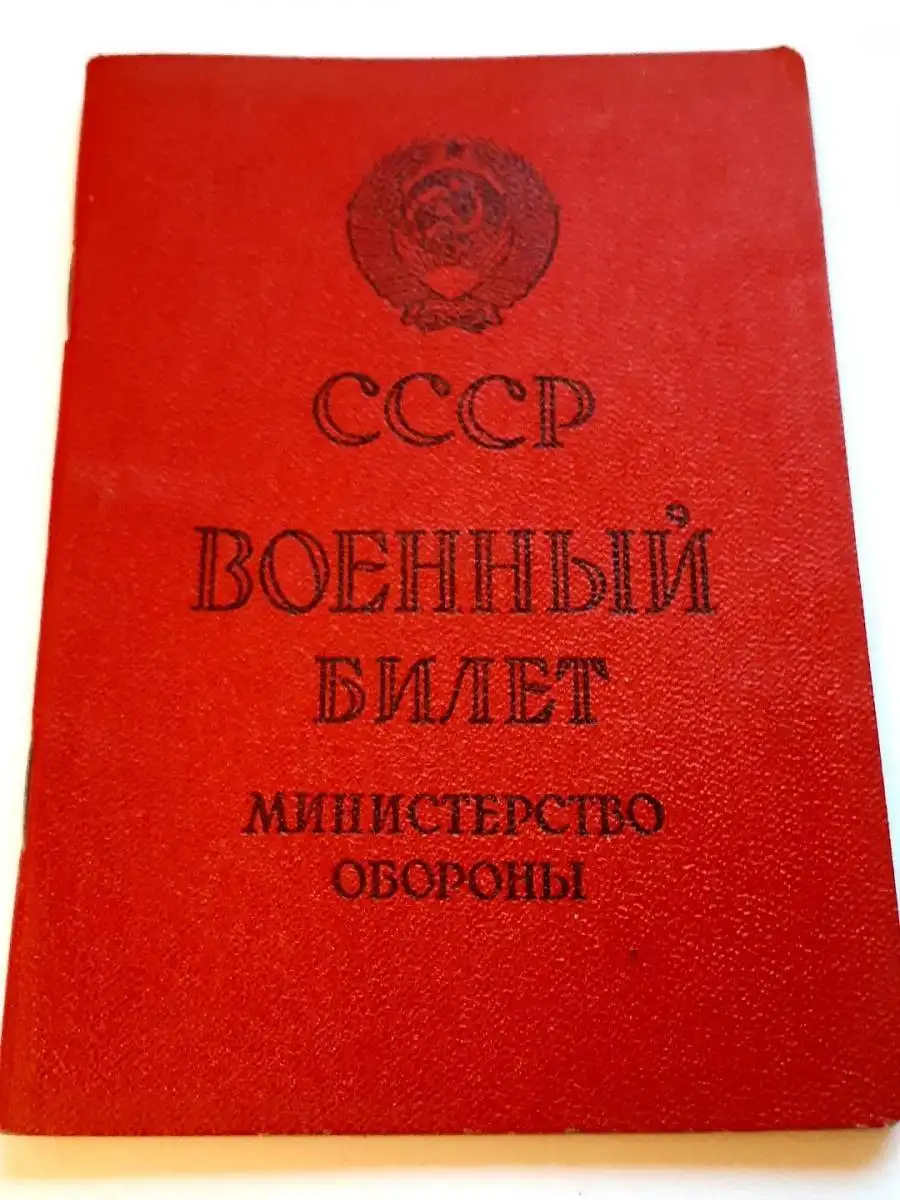 СССР
ВОЕННЫЙ
БИЛЕТ
МИНИСТЕРСТВО
ОБОРОНЫ